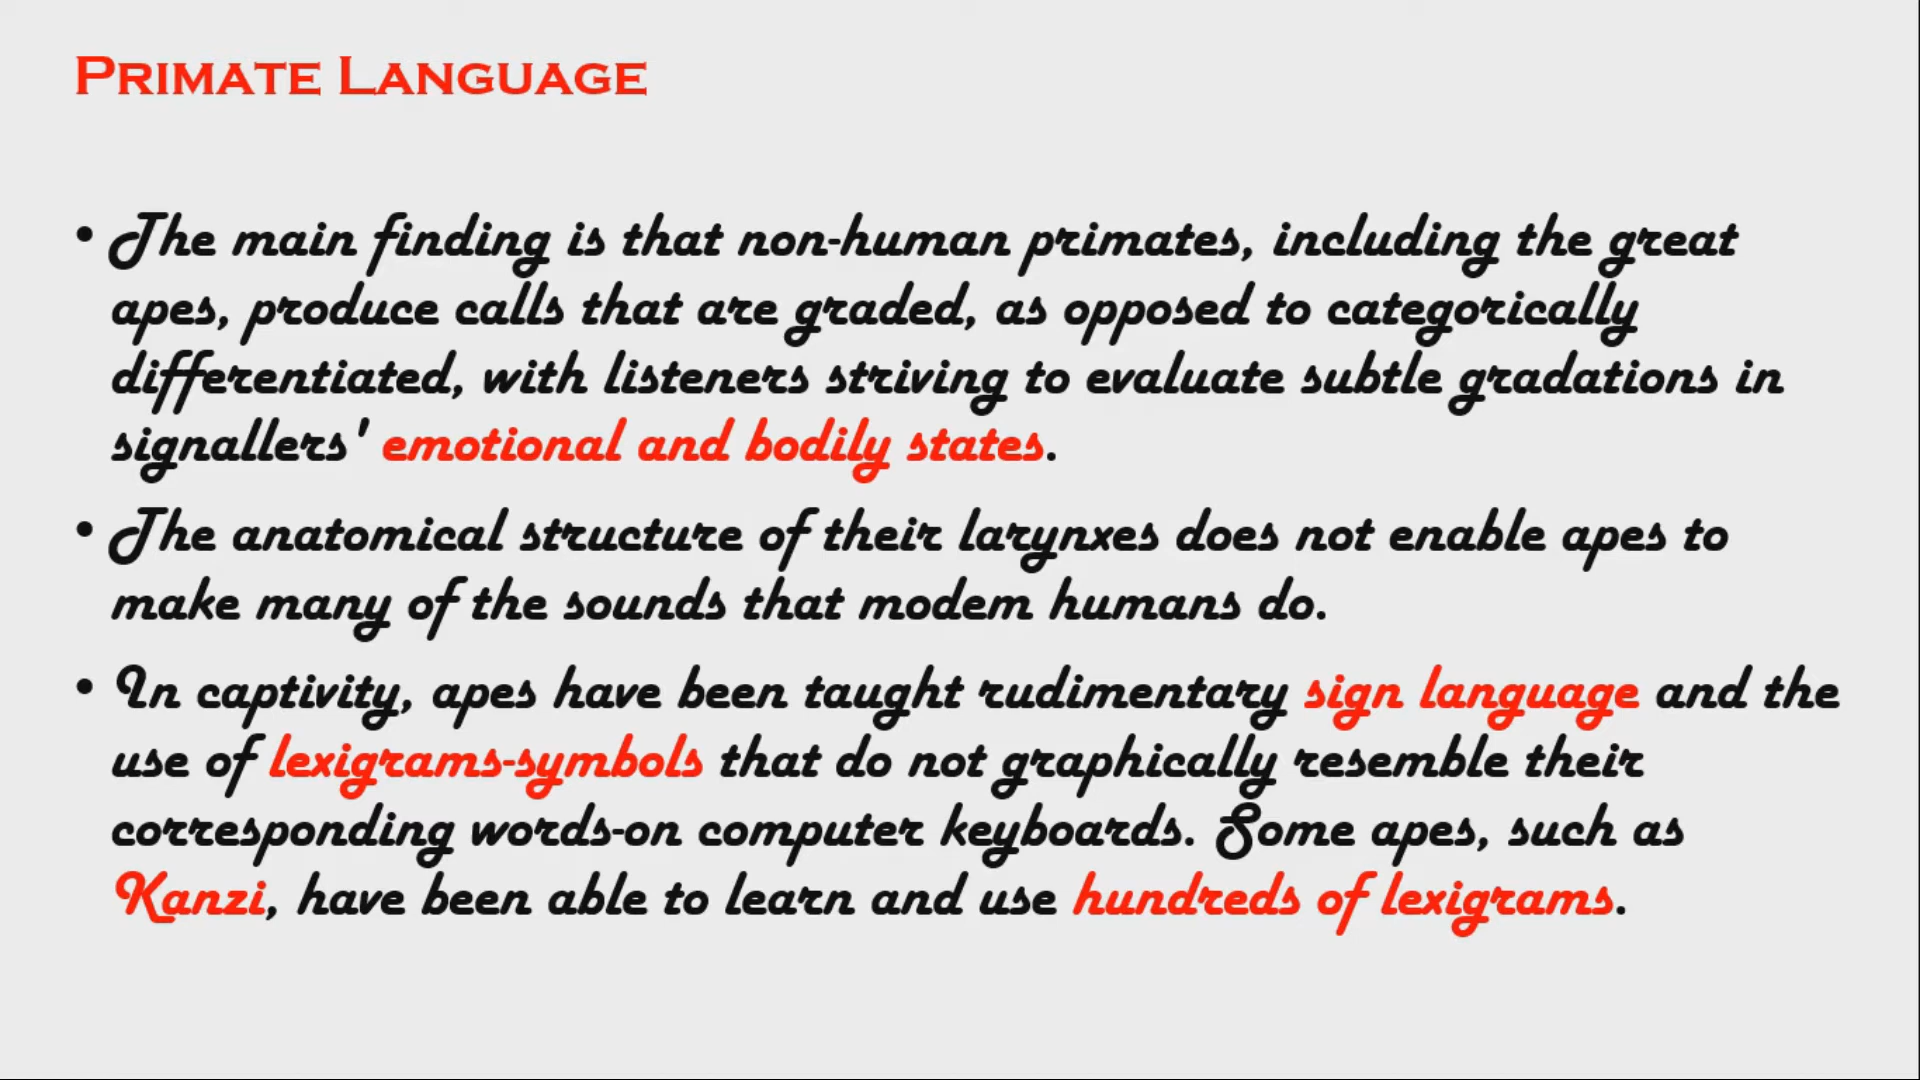 PRIMATE LANGUAGE
• The main finding is that non-human primates, including the great
apes, produce calls that are graded, as opposed to categorically
differentiated, with listeners striving to evaluate subtle gradations in
signallers' emotional and bodily states.
• The anatomical structure of their larynxes does not enable apes to
make many of the sounds that modem humans do.
• In captivity, apes have been taught rudimentary sign language and the
use of lexigrams-symbols that do not graphically resemble their
corresponding words-on computer keyboards. Some apes, such as
Kanzi, have been able to learn and use hundreds of lexigrams.